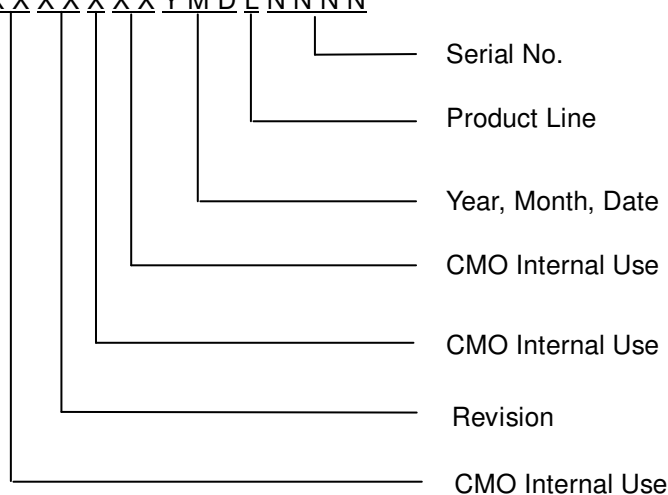 X X X X X X X Y M D L N N N N
Serial No.
Product Line
Year, Month, Date
CMO Internal Use
CMO Internal Use
Revision
CMO Internal Use